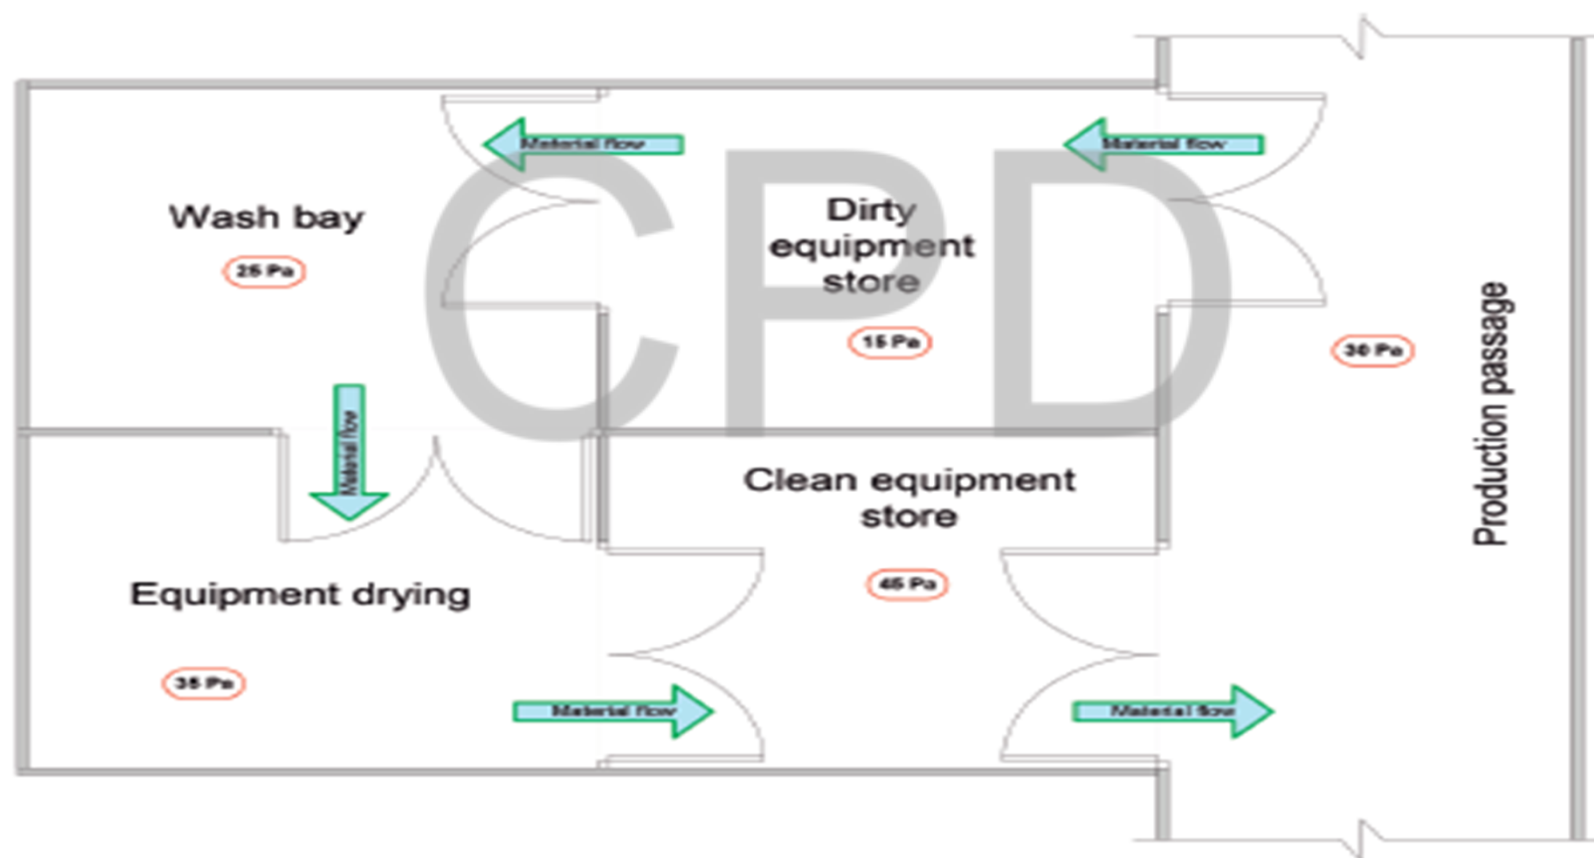 Material flow
Material flow
CPD
Wash bay
25 Pa
Dirty
equipment
store
15 Pa
30 Pa
Production passage
Material flow
Clean equipment
store
45 Pa
Equipment drying
35 Pa
Material flow
Material flow